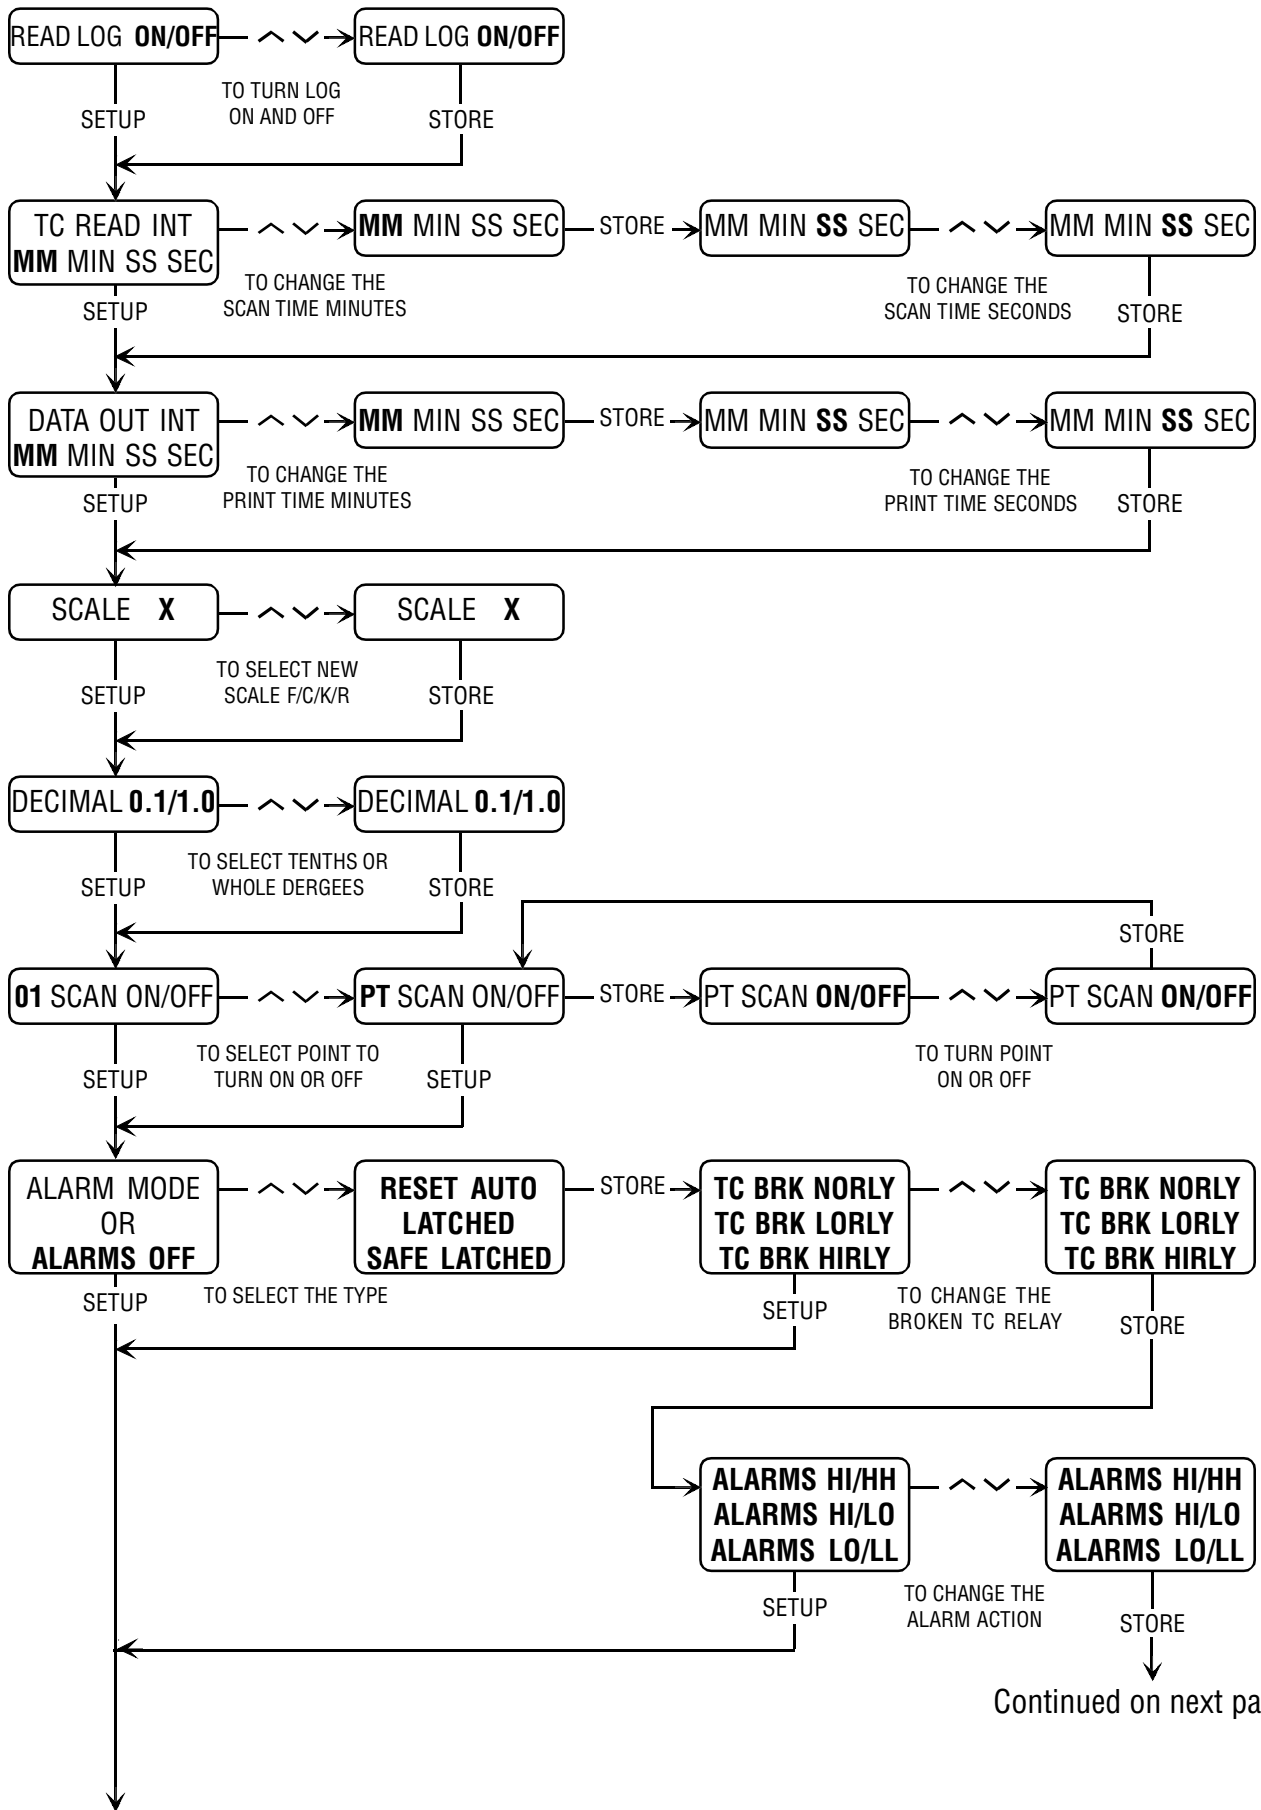 READ LOG ON/OFF
READ LOG ON/OFF
TO TURN LOG
ON AND OFF
SETUP
STORE
TC READ INT
MM MIN SS SEC
MM MIN SS SEC
STORE
MM MIN SS SEC
MM MIN SS SEC
TO CHANGE THE
SCAN TIME MINUTES
TO CHANGE THE
SCAN TIME SECONDS
SETUP
STORE
DATA OUT INT
MM MIN SS SEC
MM MIN SS SEC
STORE
MM MIN SS SEC
MM MIN SS SEC
TO CHANGE THE
PRINT TIME MINUTES
TO CHANGE THE
PRINT TIME SECONDS
SETUP
STORE
SCALE X
SCALE X
TO SELECT NEW
SCALE F/C/K/R
SETUP
STORE
DECIMAL 0.1/1.0
DECIMAL 0.1/1.0
TO SELECT TENTHS OR
WHOLE DERGEES
SETUP
STORE
STORE
01 SCAN ON/OFF
PT SCAN ON/OFF
STORE
PT SCAN ON/OFF
PT SCAN ON/OFF
TO SELECT POINT TO
TURN ON OR OFF
TO TURN POINT
ON OR OFF
SETUP
SETUP
ALARM MODE
OR
ALARMS OFF
RESET AUTO
LATCHED
SAFE LATCHED
STORE
TC BRK NORLY
TC BRK LORLY
TC BRK HIRLY
TC BRK NORLY
TC BRK LORLY
TC BRK HIRLY
SETUP
TO SELECT THE TYPE
SETUP
TO CHANGE THE
BROKEN TC RELAY
STORE
ALARMS HI/HH
ALARMS HI/LO
ALARMS LO/LL
ALARMS HI/HH
ALARMS HI/LO
ALARMS LO/LL
SETUP
TO CHANGE THE
ALARM ACTION
STORE
Continued on next pa